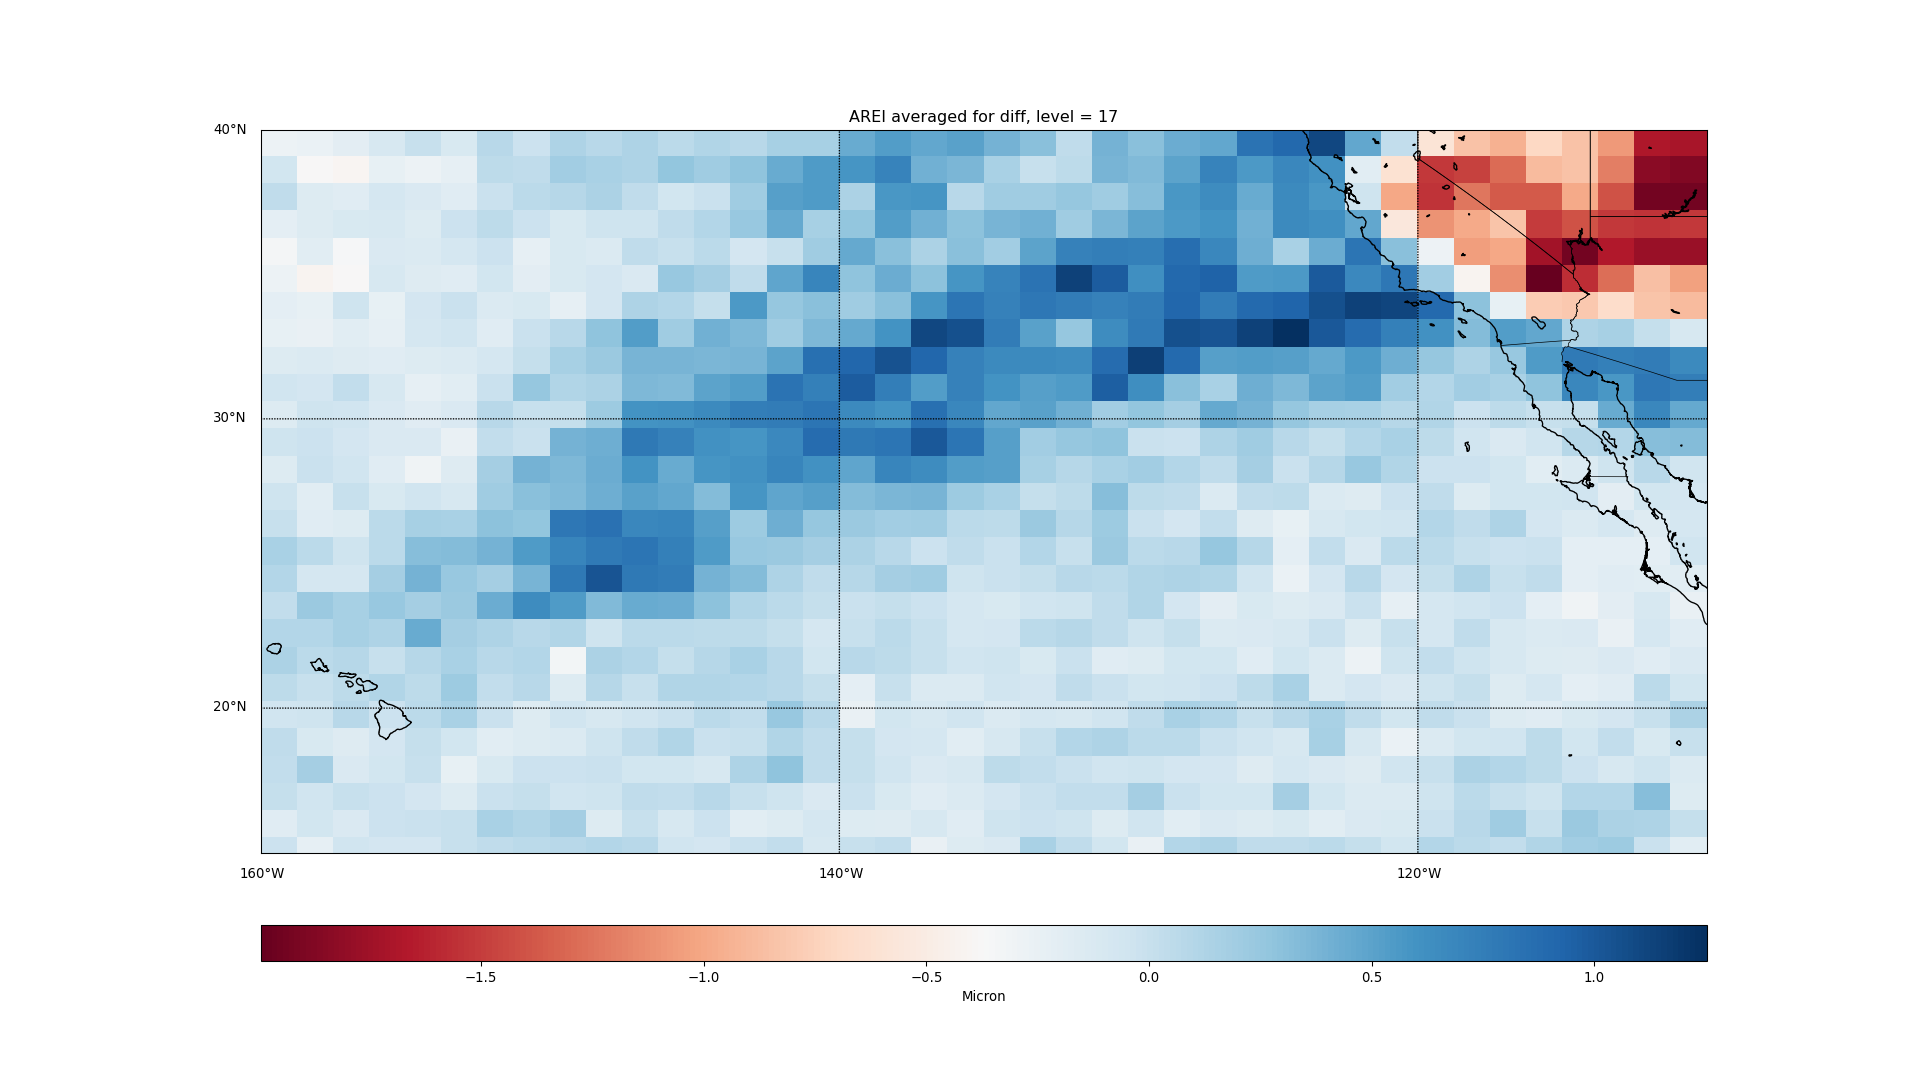 AREI averaged for diff, level = 17
40°N
30°N
20°N
160°W 140°W 120°W
−1.5 −1.0 −0.5 0.0 0.5 1.0
Micron